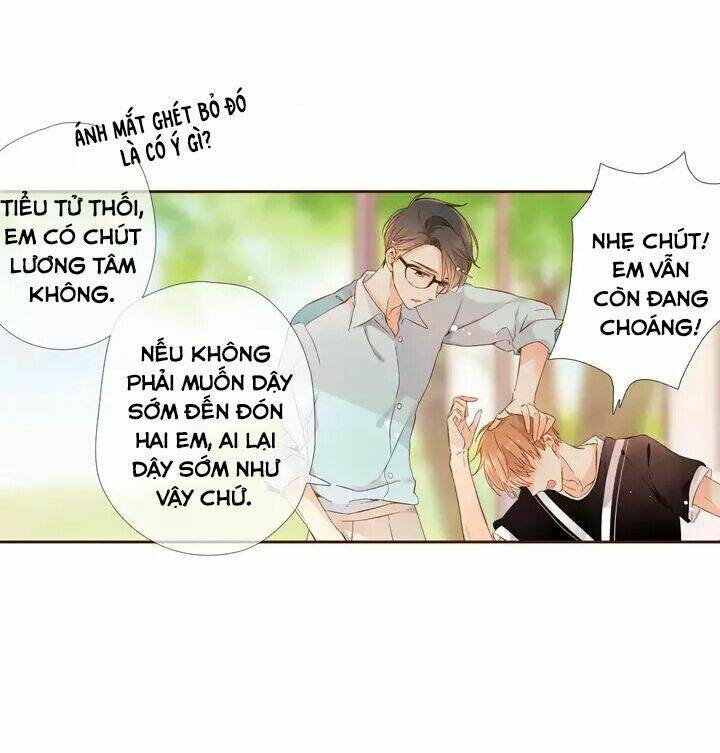 ÁNH MẮT GHÉT BỎ ĐÓ
LÀ CÓ Ý GÌ?
TIỂU TỬ THỐI,
EM CÓ CHÚT
LƯƠNG TÂM
KHÔNG.
NẾU KHÔNG
PHẢI MUỐN DẬY
SỚM ĐẾN ĐÓN
HAI EM, AI LẠI
DẬY SỚM NHƯ
VẬY CHỨ.
NHẸ CHÚT!
EM VẪN
CÒN ĐANG
CHOÁNG!